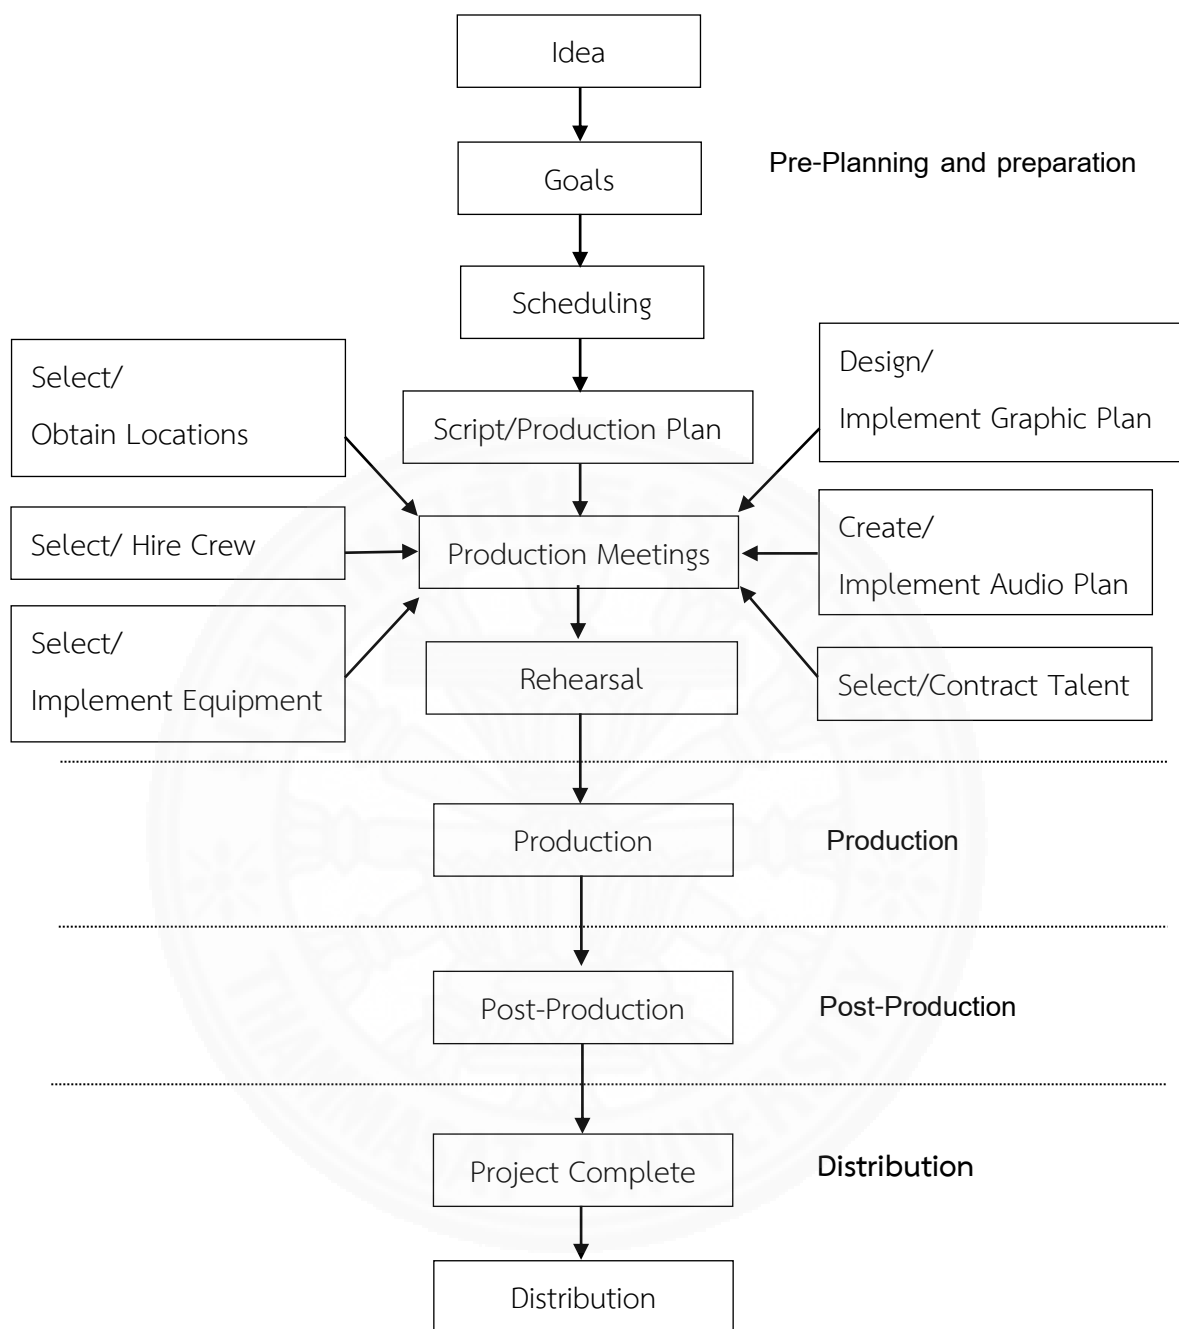 Idea
Goals
Pre-Planning and preparation
Scheduling
Select/
Obtain Locations
Design/
Implement Graphic Plan
Script/Production Plan
Select/ Hire Crew
Production Meetings
Create/
Implement Audio Plan
Select/
Implement Equipment
Rehearsal
Select/Contract Talent
Production
Production
Post-Production
Post-Production
Project Complete
Distribution
Distribution
THAMMASAT UNIVERSITY